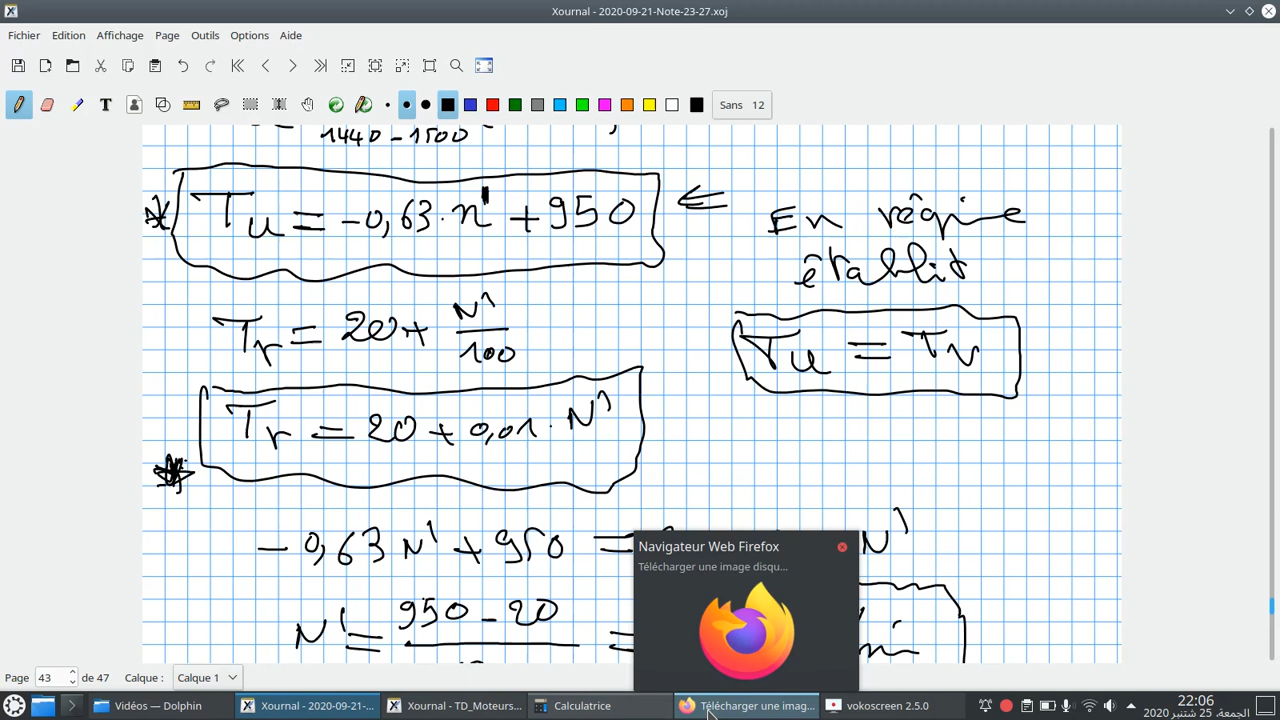 Xournal - 2020-09-21-Note-23-27.xoj
Fichier Edition Affichage Page Outils Options Aide
Sans 12
1440 - 1500
Tu = -0,63 . n' + 950
En régime
établit
Tr = 20 + N'/100
Tu = Tr
Tr = 20 + 0,01 . N'
-0,63 N' + 950 = N'
N' = 950 - 20 =
Navigateur Web Firefox
Télécharger une image disqu...
Page 43 de 47 Calque : Calque 1
Vidéos — Dolphin
Xournal - 2020-09-21-...
Xournal - TD_Moteurs...
Calculatrice
Télécharger une imag...
vokoscreen 2.5.0
22:06
الجمعة، 25 شتنبر 2020